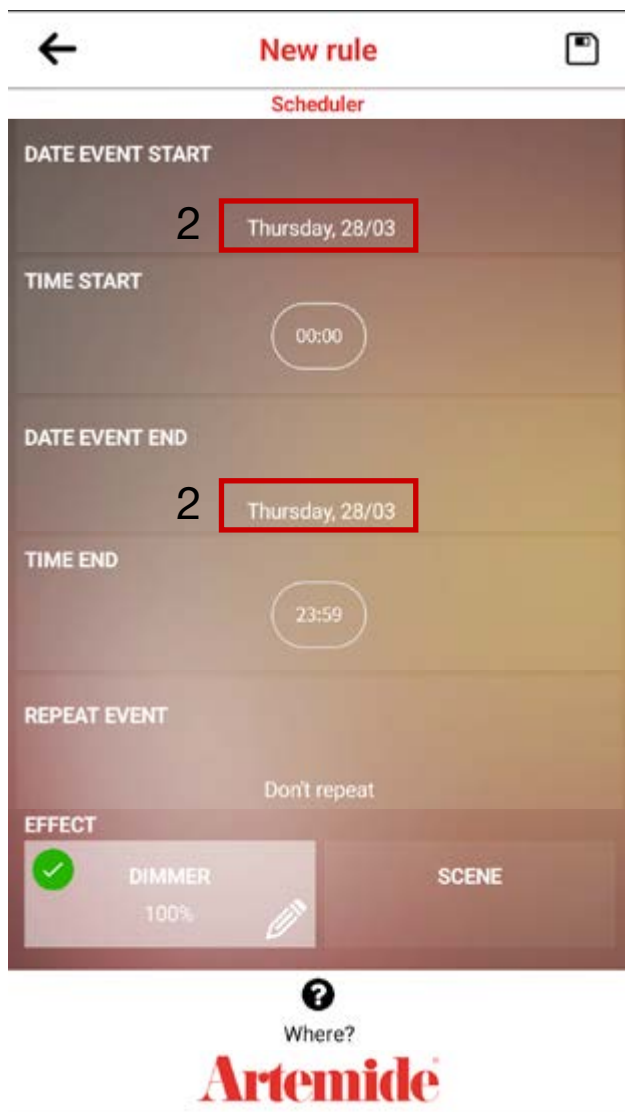 New rule
Scheduler
DATE EVENT START
2 Thursday, 28/03
TIME START
00:00
DATE EVENT END
2 Thursday, 28/03
TIME END
23:59
REPEAT EVENT
Don't repeat
EFFECT
DIMMER SCENE
100%
?
Where?
Artemide